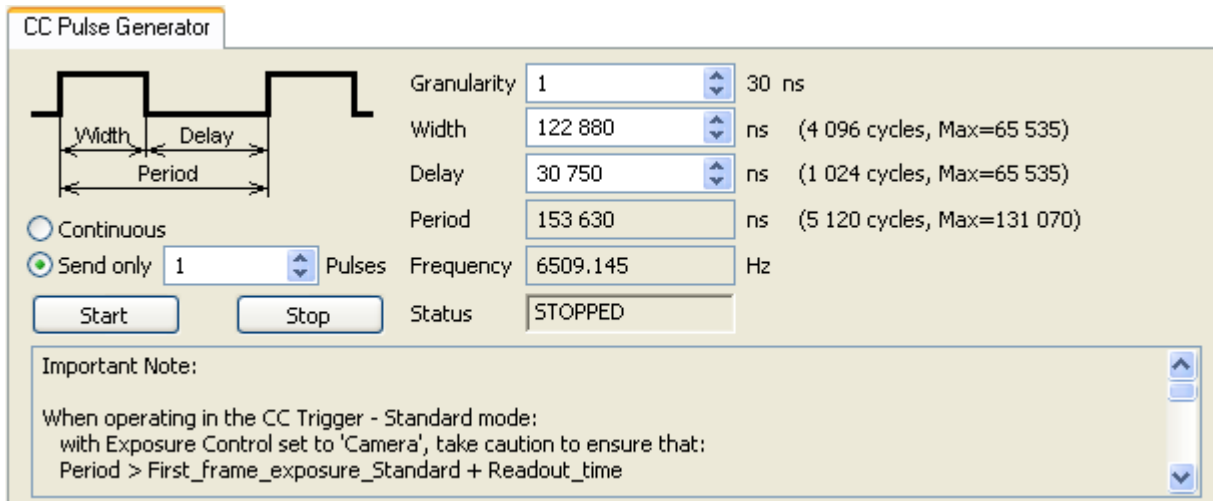 CC Pulse Generator
Width
Delay
Period
Granularity 1 30 ns
Width 122 880 ns (4 096 cycles, Max=65 535)
Delay 30 750 ns (1 024 cycles, Max=65 535)
Period 153 630 ns (5 120 cycles, Max=131 070)
Continuous
Send only 1 Pulses
Frequency 6509.145 Hz
Start Stop
Status STOPPED
Important Note:
When operating in the CC Trigger - Standard mode:
with Exposure Control set to 'Camera', take caution to ensure that:
Period > First_frame_exposure_Standard + Readout_time